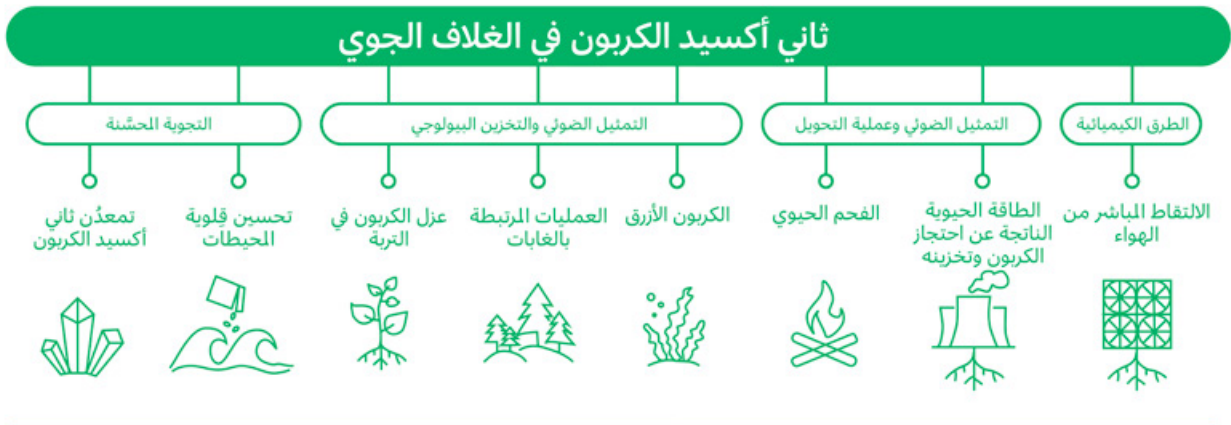 ثاني أكسيد الكربون في الغلاف الجوي
الطرق الكيميائية
التمثيل الضوئي وعملية التحويل
التمثيل الضوئي والتخزين البيولوجي
التجوية المحسَّنة
الالتقاط المباشر من
الهواء
الطاقة الحيوية
الناتجة عن احتجاز
الكربون وتخزينه
الفحم الحيوي
الكربون الأزرق
العمليات المرتبطة
بالغابات
عزل الكربون في
التربة
تحسين قِلوية
المحيطات
تمعدُن ثاني
أكسيد الكربون